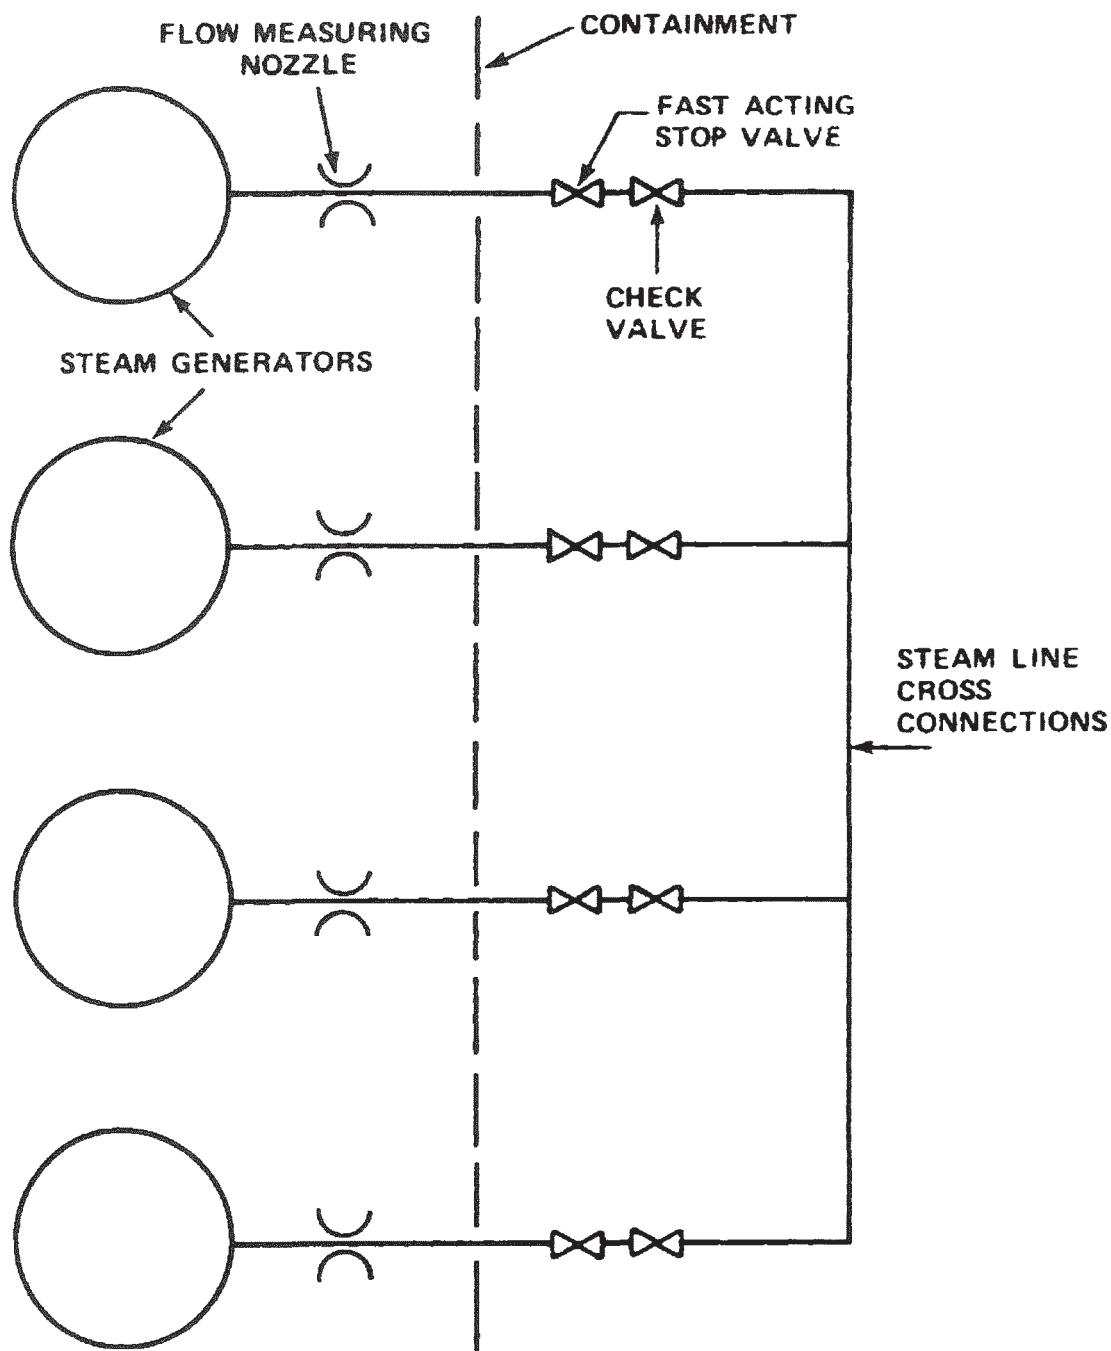 FLOW MEASURING
NOZZLE
CONTAINMENT
FAST ACTING
STOP VALVE
CHECK
VALVE
STEAM GENERATORS
STEAM LINE
CROSS
CONNECTIONS